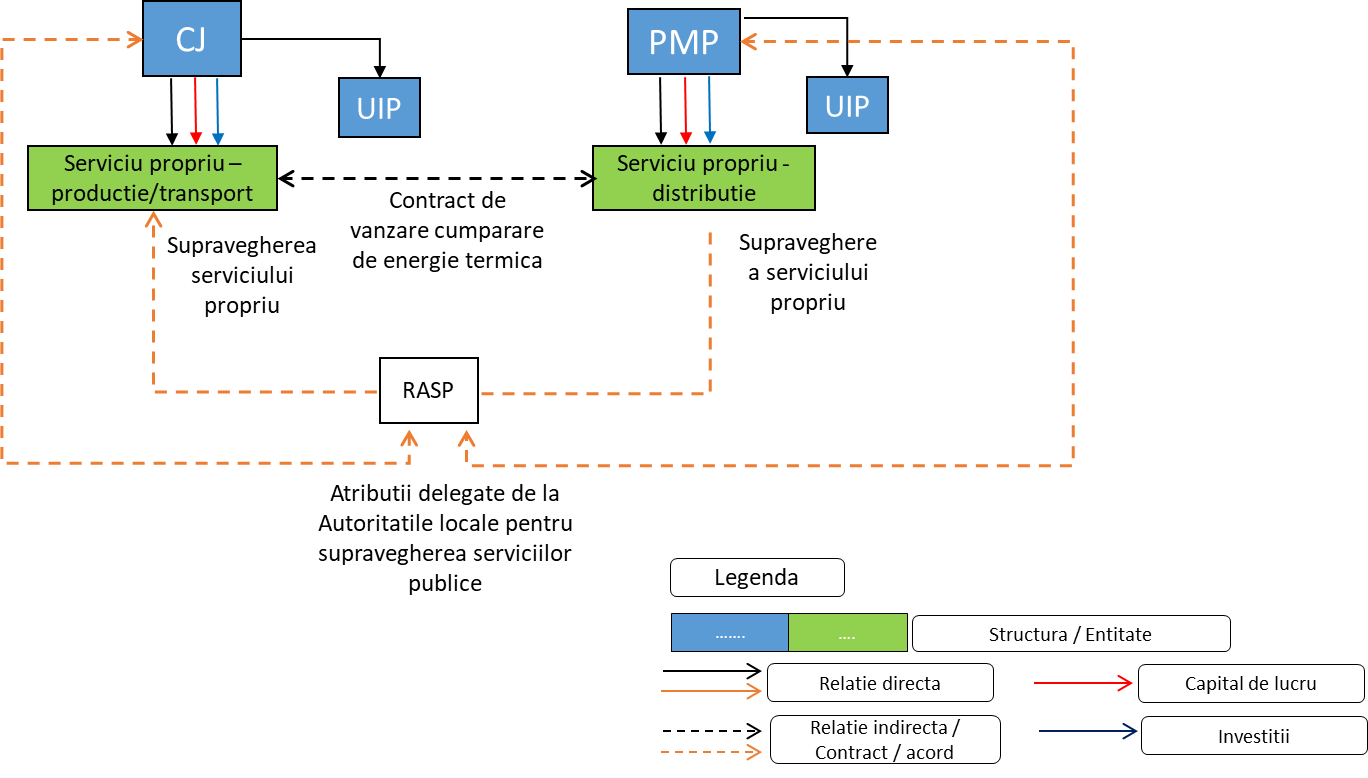 CJ
PMP
UIP
UIP
Serviciu propriu –
productie/transport
Serviciu propriu -
distributie
Contract de
vanzare cumparare
de energie termica
Supravegherea
serviciului
propriu
Supraveghere
a serviciului
propriu
RASP
Atributii delegate de la
Autoritatile locale pentru
supravegherea serviciilor
publice
Legenda
.......
....
Structura / Entitate
Relatie directa
Capital de lucru
Relatie indirecta /
Contract / acord
Investitii